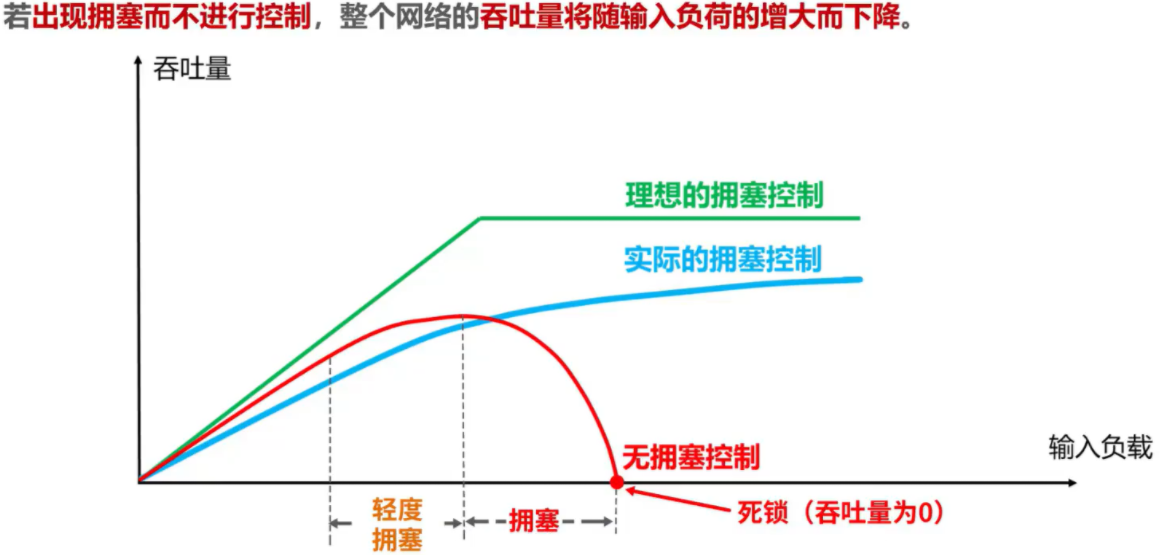 若出现拥塞而不进行控制，整个网络的吞吐量将随输入负荷的增大而下降。
吞吐量
理想的拥塞控制
实际的拥塞控制
无拥塞控制
输入负载
轻度
拥塞
拥塞
死锁（吞吐量为0）